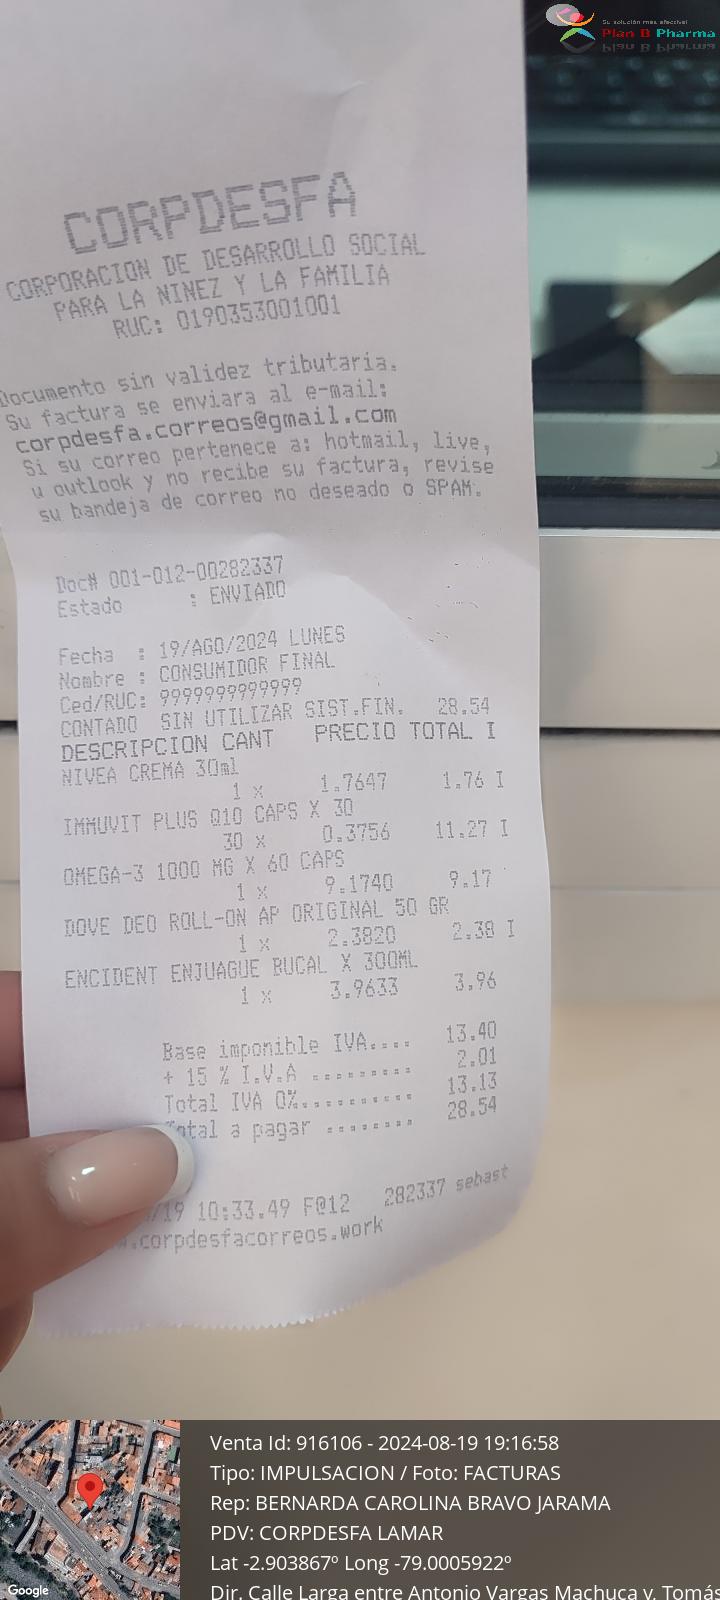 Su solución más efectiva!
Plan B Pharma
CORPDESFA
CORPORACION DE DESARROLLO SOCIAL
PARA LA NINEZ Y LA FAMILIA
RUC: 0190353001001
Documento sin validez tributaria.
Su factura se enviara al e-mail:
corpdesfa.correos@gmail.com
Si su correo pertenece a: hotmail, live,
u outlook y no recibe su factura, revise
su bandeja de correo no deseado o SPAM.
Doc# 001-012-00282337
Estado : ENVIADO
Fecha : 19/AGO/2024 LUNES
Nombre : CONSUMIDOR FINAL
Ced/RUC: 9999999999999
CONTADO SIN UTILIZAR SIST.FIN. 28.54
DESCRIPCION CANT PRECIO TOTAL I
NIVEA CREMA 30ml
1 x 1.7647 1.76 I
IMMUVIT PLUS Q10 CAPS X 30
30 x 0.3756 11.27 I
OMEGA-3 1000 MG X 60 CAPS
1 x 9.1740 9.17
DOVE DEO ROLL-ON AP ORIGINAL 50 GR
1 x 2.3820 2.38 I
ENCIDENT ENJUAGUE BUCAL X 300ML
1 x 3.9633 3.96
Base imponible IVA.... 13.40
+ 15 % I.V.A ......... 2.01
Total IVA 0%.......... 13.13
Total a pagar ........ 28.54
/19 10:33.49 F@12 282337 sebast
.corpdesfacorreos.work
Venta Id: 916106 - 2024-08-19 19:16:58
Tipo: IMPULSACION / Foto: FACTURAS
Rep: BERNARDA CAROLINA BRAVO JARAMA
PDV: CORPDESFA LAMAR
Lat -2.903867º Long -79.0005922º
Dir. Calle Larga entre Antonio Vargas Machuca y, Tomás
Google